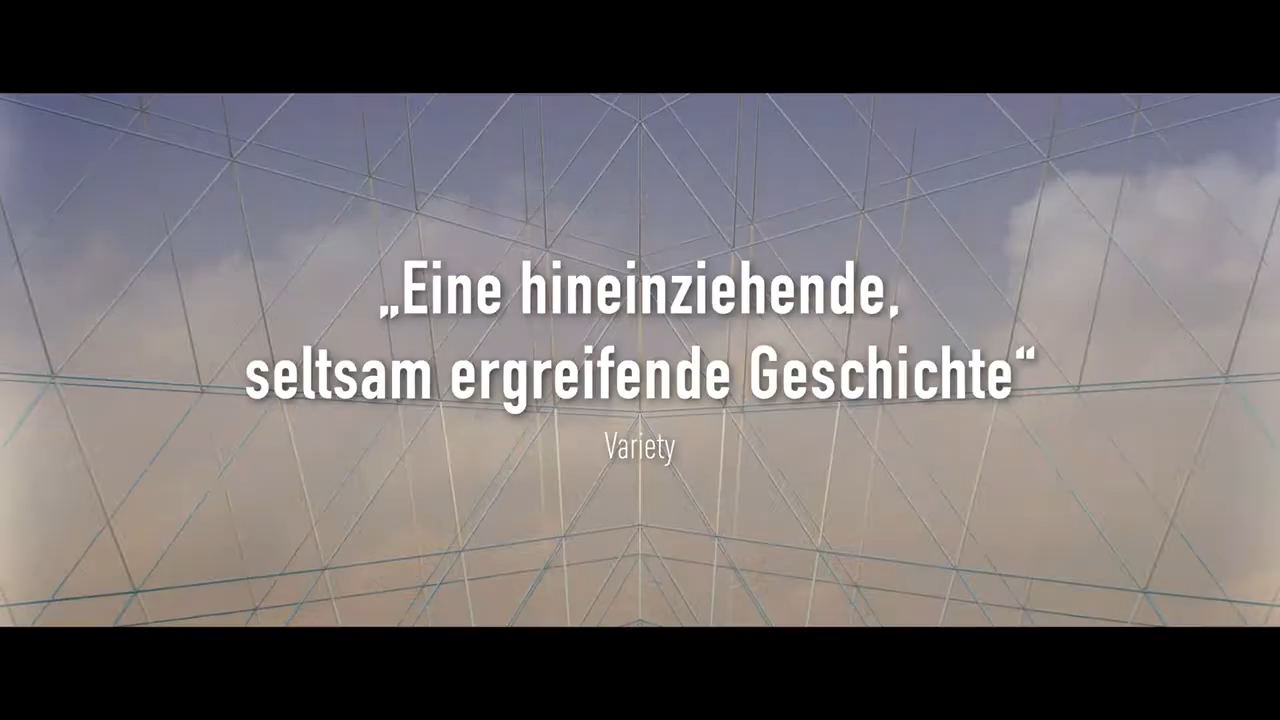 „Eine hineinziehende,
seltsam ergreifende Geschichte“
Variety